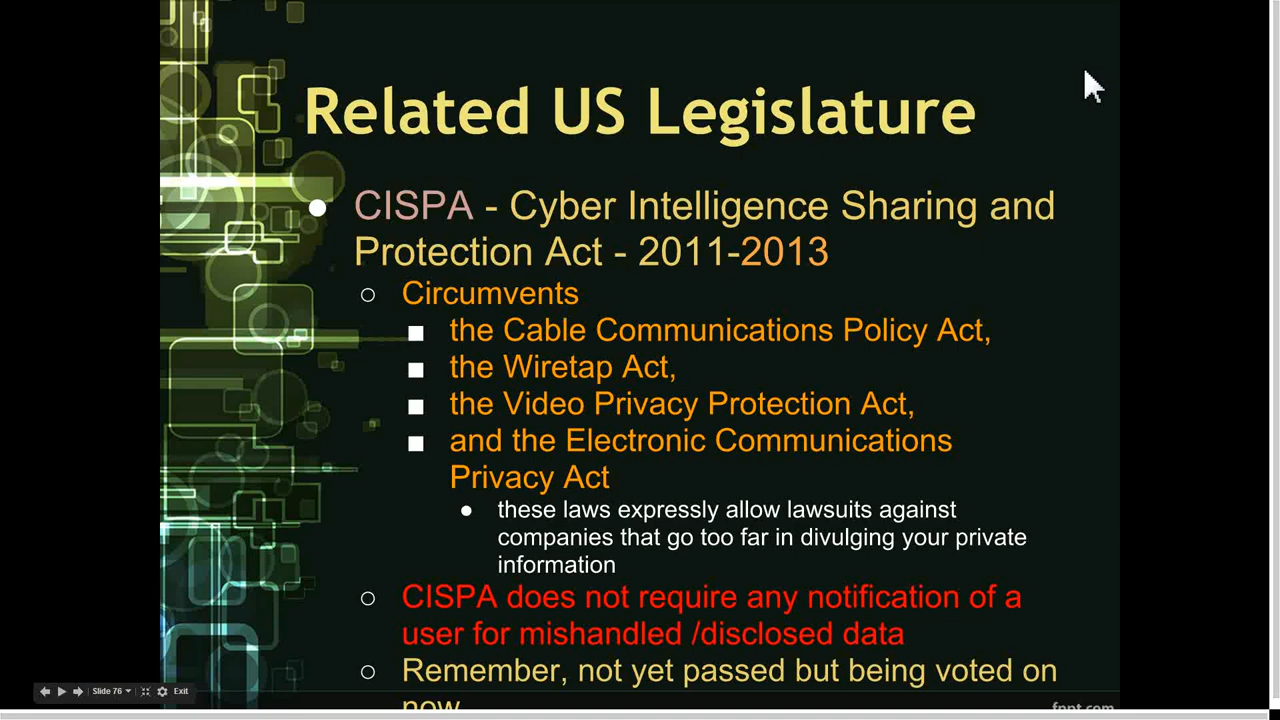 Related US Legislature
CISPA - Cyber Intelligence Sharing and
Protection Act - 2011-2013
Circumvents
the Cable Communications Policy Act,
the Wiretap Act,
the Video Privacy Protection Act,
and the Electronic Communications
Privacy Act
these laws expressly allow lawsuits against
companies that go too far in divulging your private
information
CISPA does not require any notification of a
user for mishandled /disclosed data
Remember, not yet passed but being voted on
now
fppt.com
Slide 76
Exit